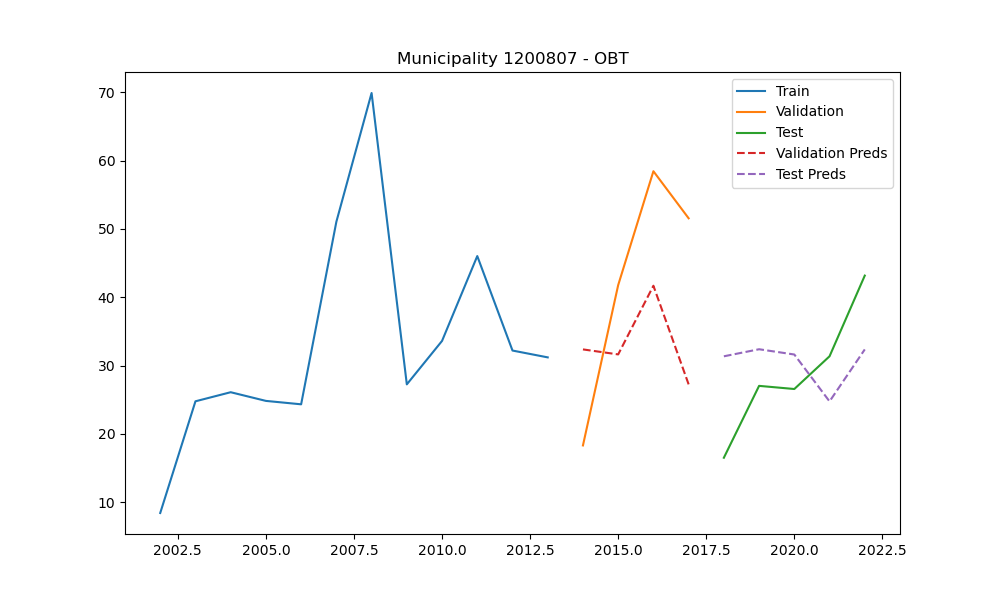 Municipality 1200807 - OBT
Train
Validation
Test
Validation Preds
Test Preds
70
60
50
40
30
20
10
2002.5 2005.0 2007.5 2010.0 2012.5 2015.0 2017.5 2020.0 2022.5